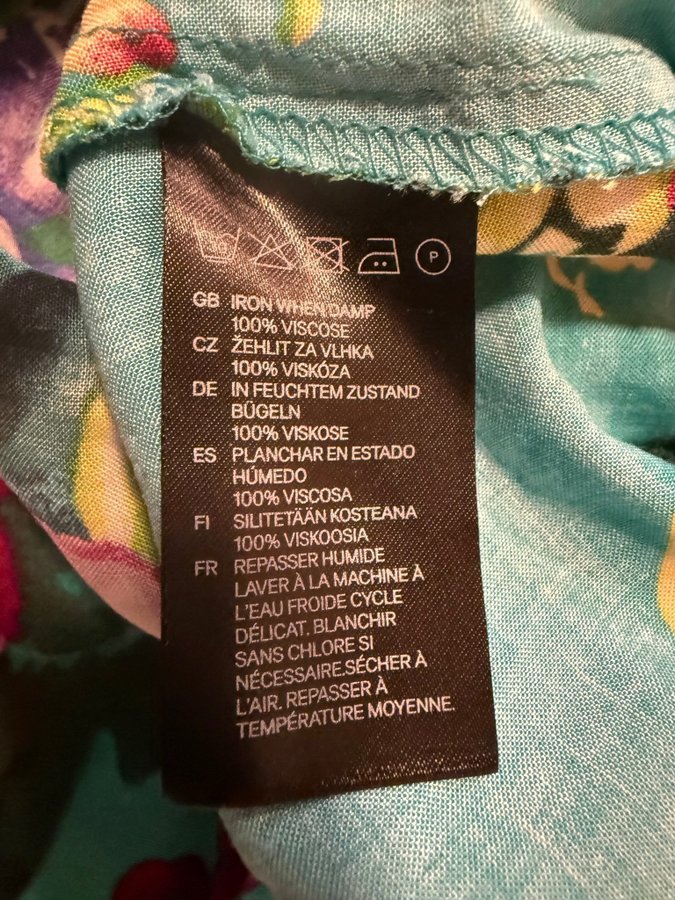 P
GB IRON WHEN DAMP
100% VISCOSE
CZ ŽEHLIT ZA VLHKA
100% VISKÓZA
DE IN FEUCHTEM ZUSTAND
BÜGELN
100% VISKOSE
ES PLANCHAR EN ESTADO
HÚMEDO
100% VISCOSA
FI SILITETÄÄN KOSTEANA
100% VISKOOSIA
FR REPASSER HUMIDE
LAVER À LA MACHINE À
L'EAU FROIDE CYCLE
DÉLICAT. BLANCHIR
SANS CHLORE SI
NÉCESSAIRE.SÉCHER À
L'AIR. REPASSER À
TEMPÉRATURE MOYENNE.